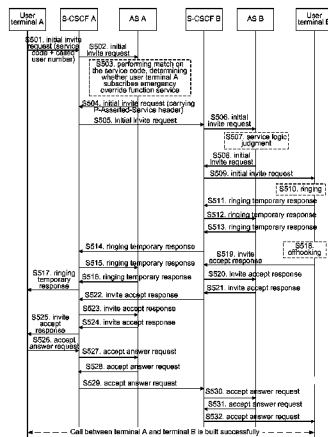 User
terminal A
S-CSCF A
AS A
S-CSCF B
AS B
User
terminal B
S501. initial invite
request (service
code + called
user number)
S502. initial
invite request
S503. performing match on
the service code, determining
whether user terminal A
subscribes emergency
override function service
S504. initial invite request (carrying
P-Asserted-Service header)
S505. initial invite request
S506. initial
invite request
S507. service logic
judgment
S508. initial
invite request
S509. initial invite request
S510. ringing
S511. ringing temporary response
S512. ringing temporary response
S513. ringing temporary response
S514. ringing temporary response
S515. ringing temporary
response
S516. ringing temporary
response
S517. ringing
temporary
response
S518.
offhooking
S519. invite
accept response
S520. invite accept response
S521. invite accept response
S522. invite accept response
S523. invite accept response
S524. invite accept response
S525. invite
accept
response
S526. accept
answer request
S527. accept answer request
S528. accept answer request
S529. accept answer request
S530. accept answer request
S531. accept answer request
S532. accept answer request
Call between terminal A and terminal B is built successfully